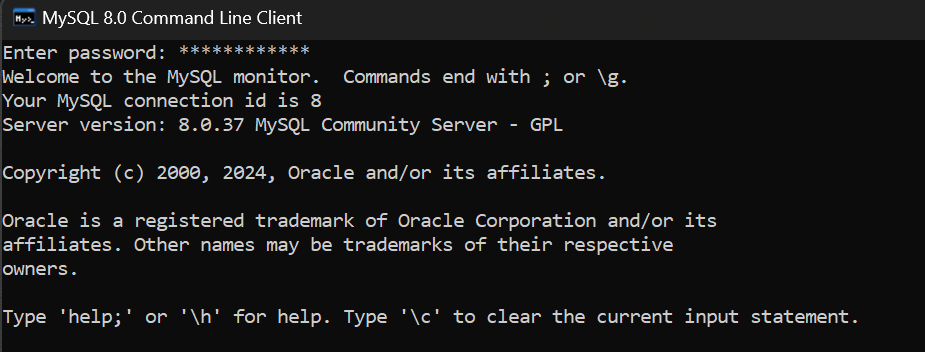 MySQL 8.0 Command Line Client
Enter password: ************
Welcome to the MySQL monitor.  Commands end with ; or \g.
Your MySQL connection id is 8
Server version: 8.0.37 MySQL Community Server - GPL
Copyright (c) 2000, 2024, Oracle and/or its affiliates.
Oracle is a registered trademark of Oracle Corporation and/or its
affiliates. Other names may be trademarks of their respective
owners.
Type 'help;' or '\h' for help. Type '\c' to clear the current input statement.